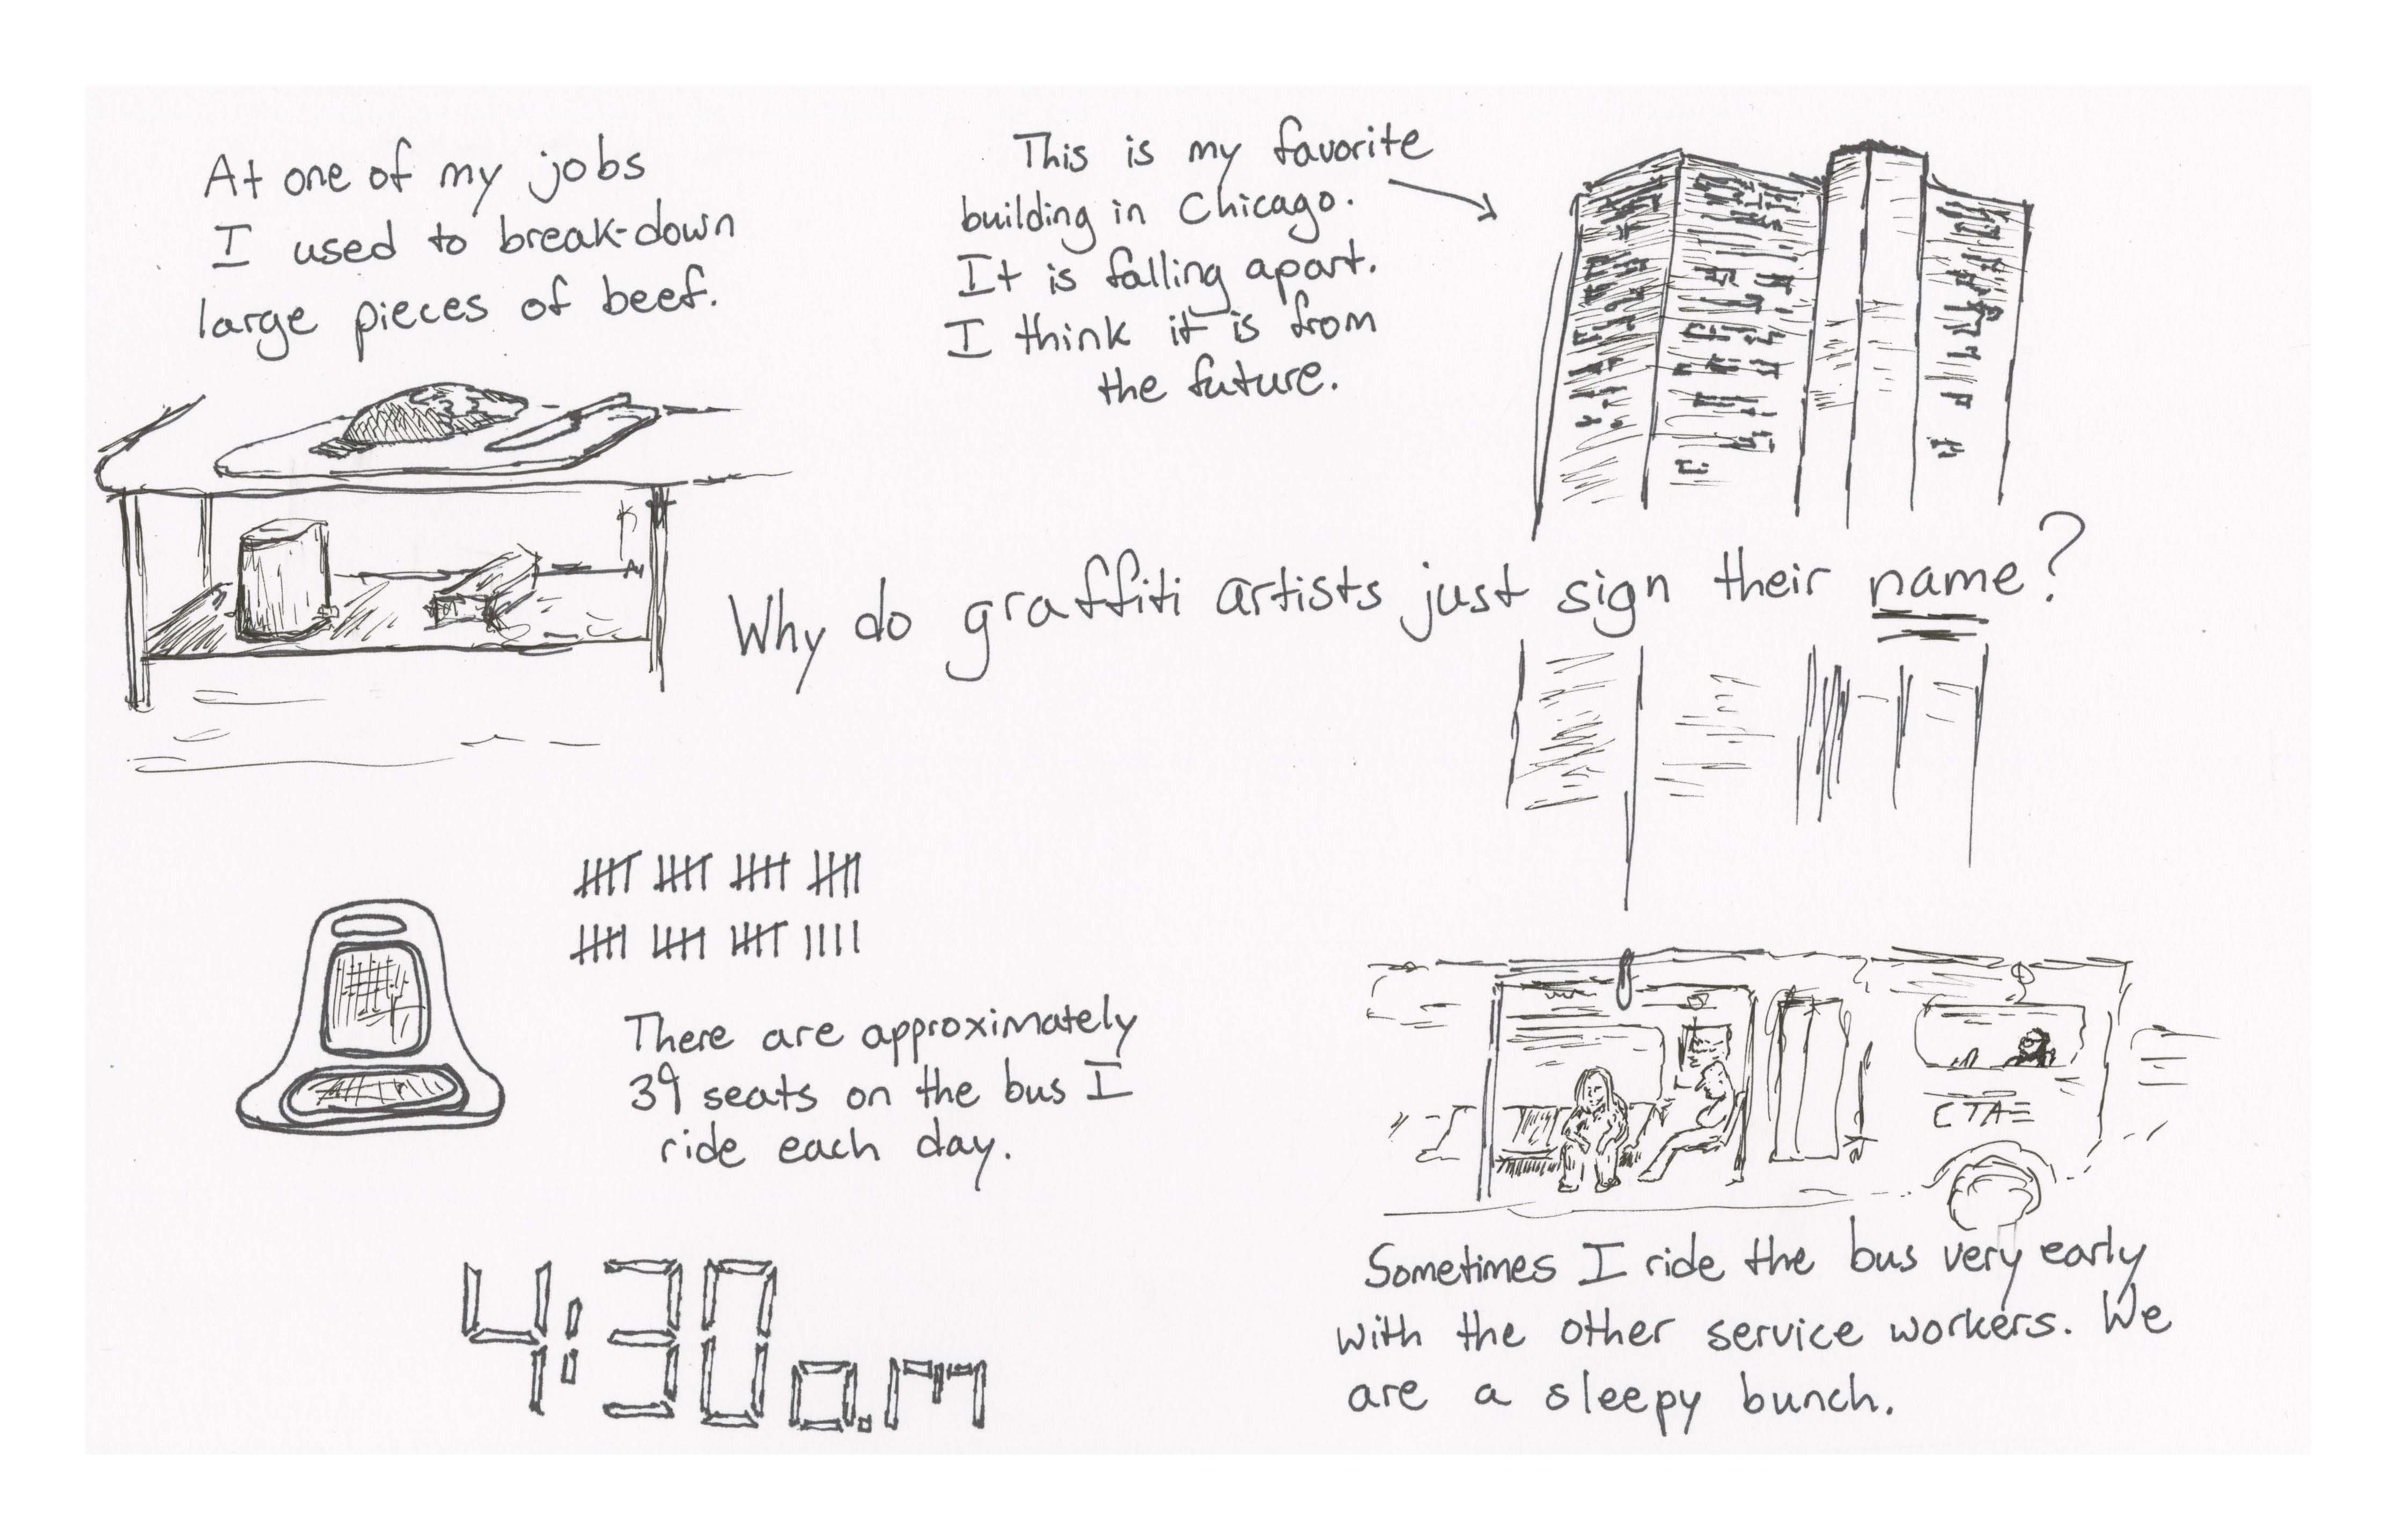 At one of my jobs
I used to break-down
large pieces of beef.
This is my favorite
building in Chicago.
It is falling apart.
I think it is from
the future.
Why do graffiti artists just sign their name?
There are approximately
39 seats on the bus I
ride each day.
4:30 a.m
CTA
Sometimes I ride the bus very early
with the other service workers. We
are a sleepy bunch.